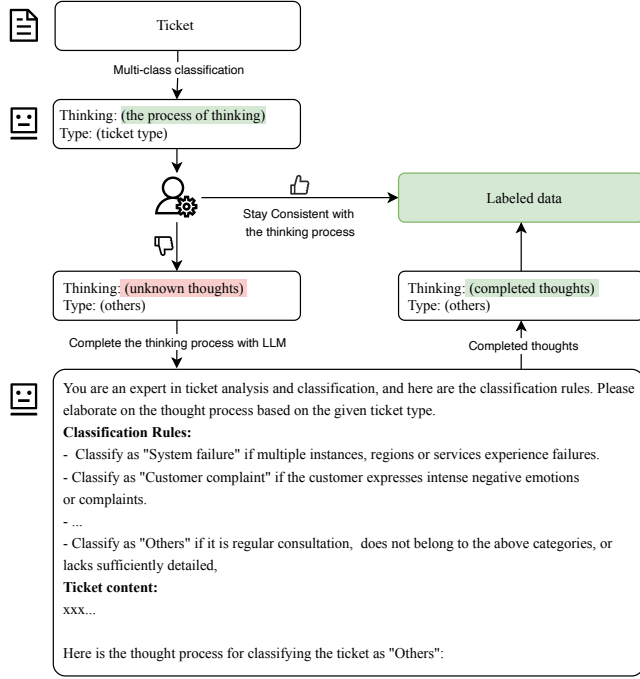 Ticket
Multi-class classification
Thinking: (the process of thinking)
Type: (ticket type)
Stay Consistent with
the thinking process
Labeled data
Thinking: (unknown thoughts)
Type: (others)
Thinking: (completed thoughts)
Type: (others)
Complete the thinking process with LLM
Completed thoughts
You are an expert in ticket analysis and classification, and here are the classification rules. Please
elaborate on the thought process based on the given ticket type.
Classification Rules:
- Classify as "System failure" if multiple instances, regions or services experience failures.
- Classify as "Customer complaint" if the customer expresses intense negative emotions
or complaints.
- ...
- Classify as "Others" if it is regular consultation, does not belong to the above categories, or
lacks sufficiently detailed,
Ticket content:
xxx...
Here is the thought process for classifying the ticket as "Others":